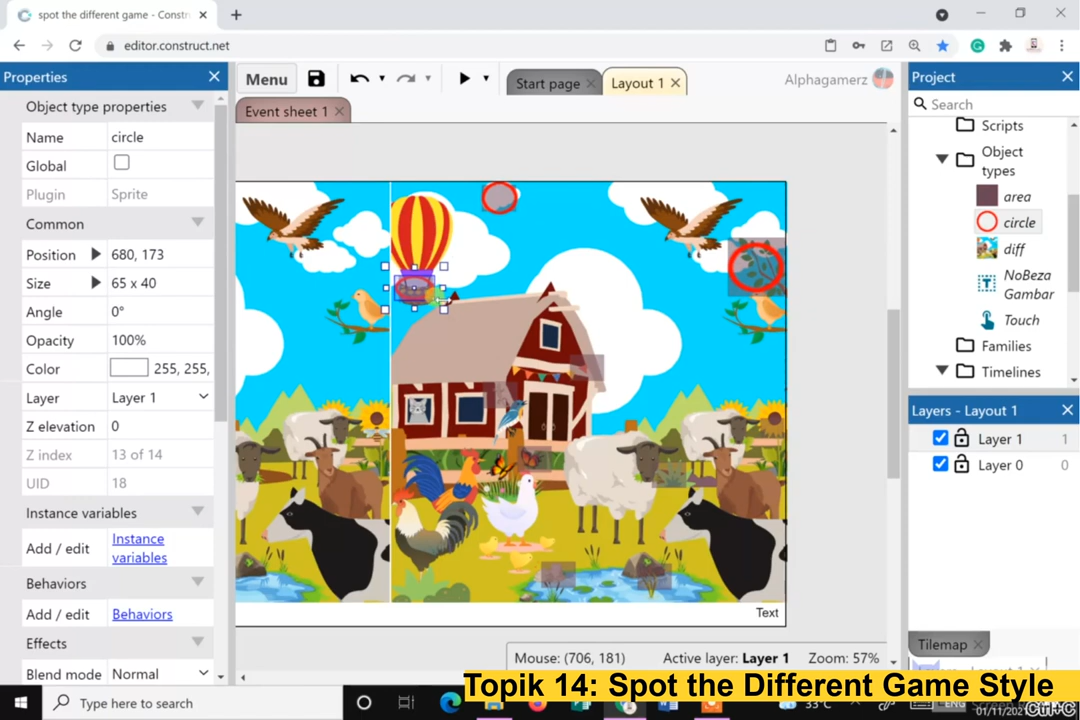 spot the different game - Constr
editor.construct.net
Properties
Menu
Start page
Layout 1
Alphagamerz
Project
Event sheet 1
Search
Object type properties
Name circle
Global
Plugin Sprite
Common
Position 680, 173
Size 65 x 40
Angle 0°
Opacity 100%
Color 255, 255,
Layer Layer 1
Z elevation 0
Z index 13 of 14
UID 18
Instance variables
Add / edit Instance variables
Behaviors
Add / edit Behaviors
Effects
Blend mode Normal
Scripts
Object types
area
circle
diff
NoBeza Gambar
Touch
Families
Timelines
Layers - Layout 1
Layer 1 1
Layer 0 0
Text
Tilemap
Mouse: (706, 181) Active layer: Layer 1 Zoom: 57%
Topik 14: Spot the Different Game Style
Type here to search
33°C
ENG
Ctrl+C